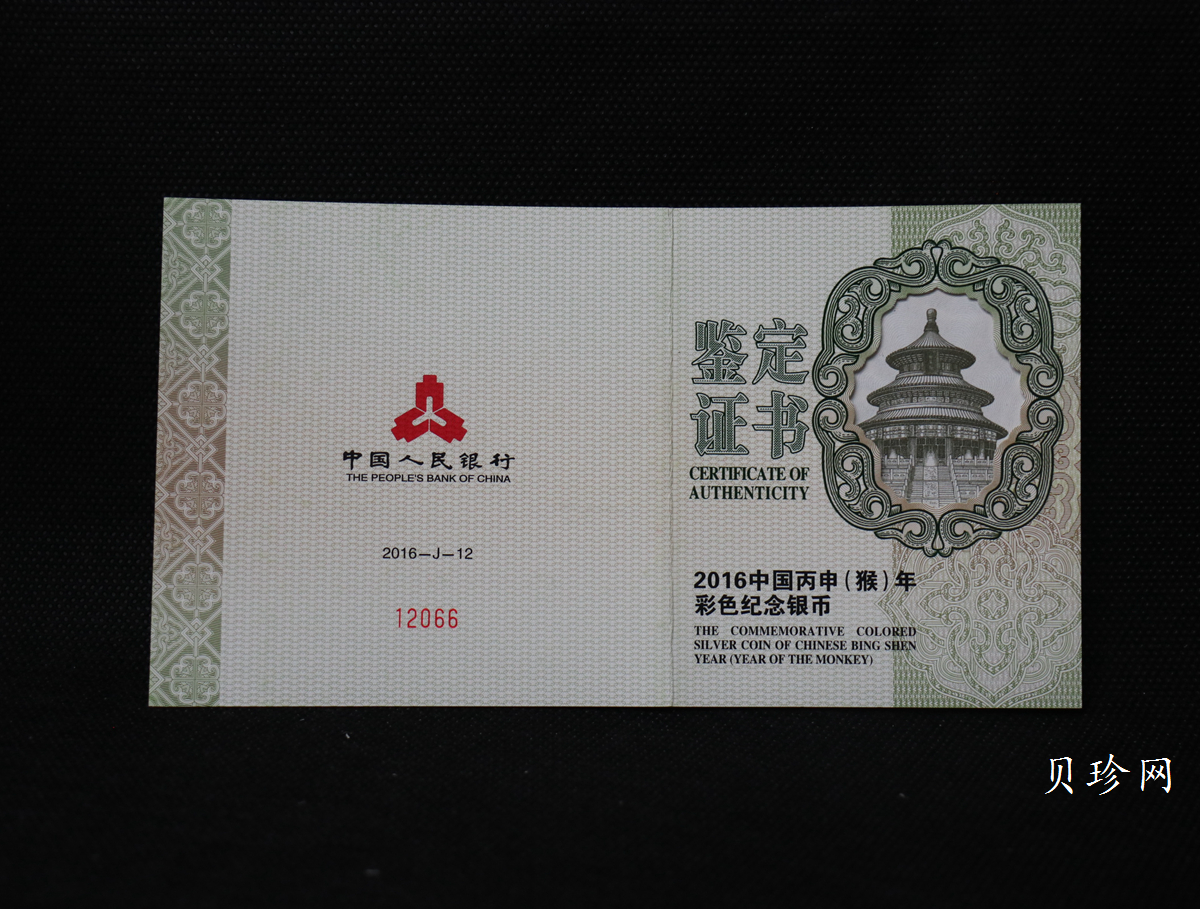 中国人民银行
THE PEOPLE'S BANK OF CHINA
2016-J-12
12066
鉴定
证书
CERTIFICATE OF
AUTHENTICITY
2016中国丙申(猴)年
彩色纪念银币
THE COMMEMORATIVE COLORED
SILVER COIN OF CHINESE BING SHEN
YEAR (YEAR OF THE MONKEY)
贝珍网